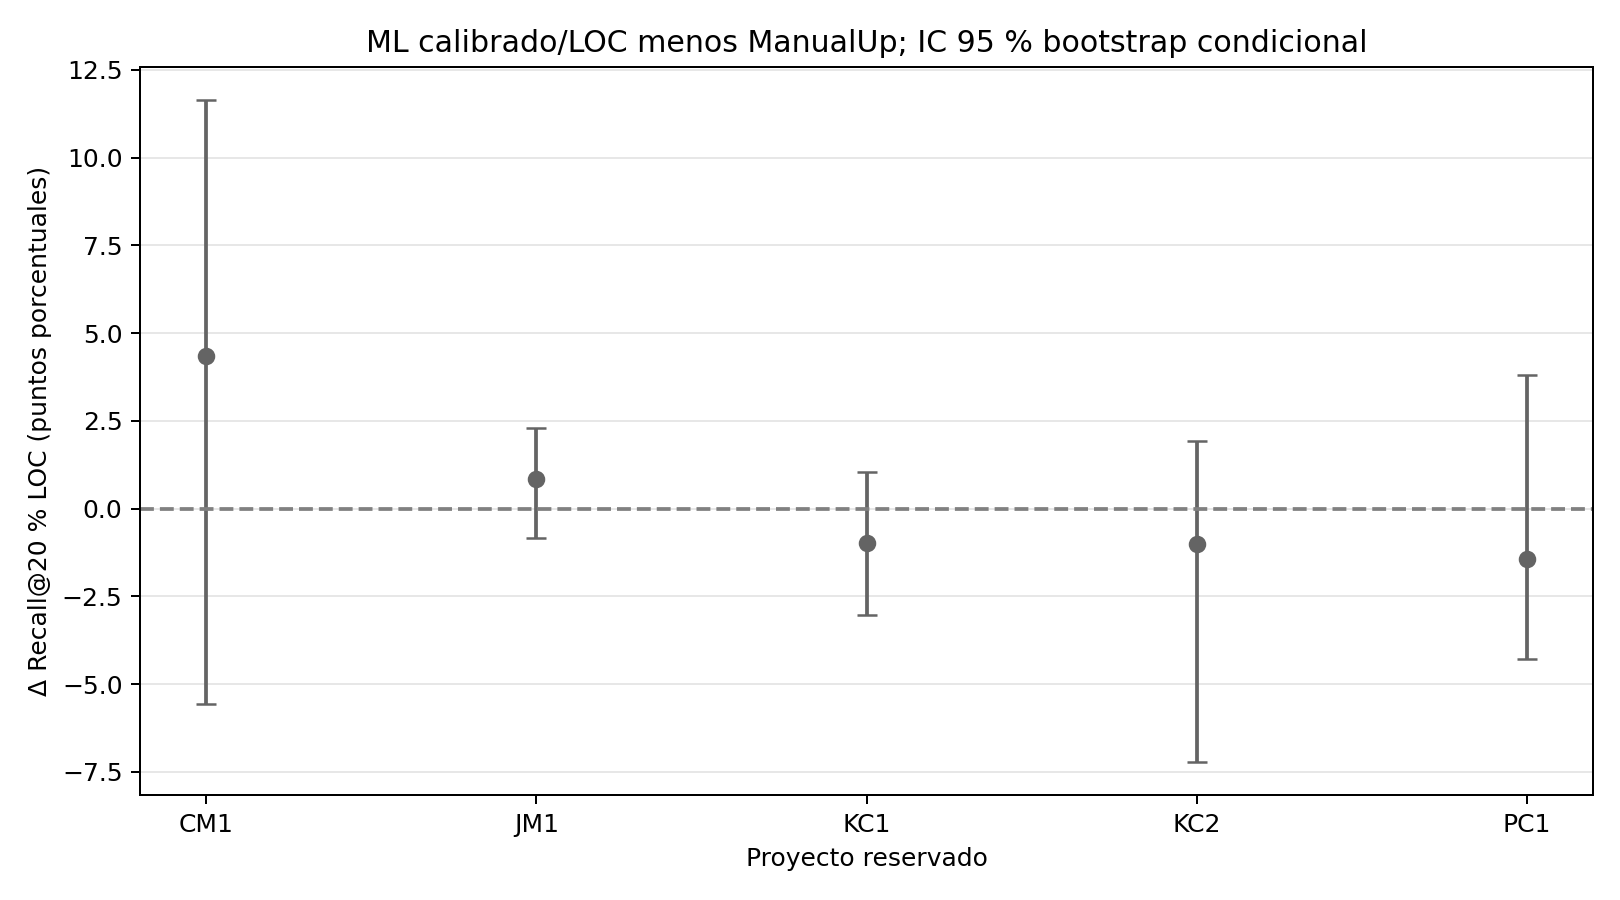 ML calibrado/LOC menos ManualUp; IC 95 % bootstrap condicional
Δ Recall@20 % LOC (puntos porcentuales)
12.5
10.0
7.5
5.0
2.5
0.0
−2.5
−5.0
−7.5
CM1
JM1
KC1
KC2
PC1
Proyecto reservado